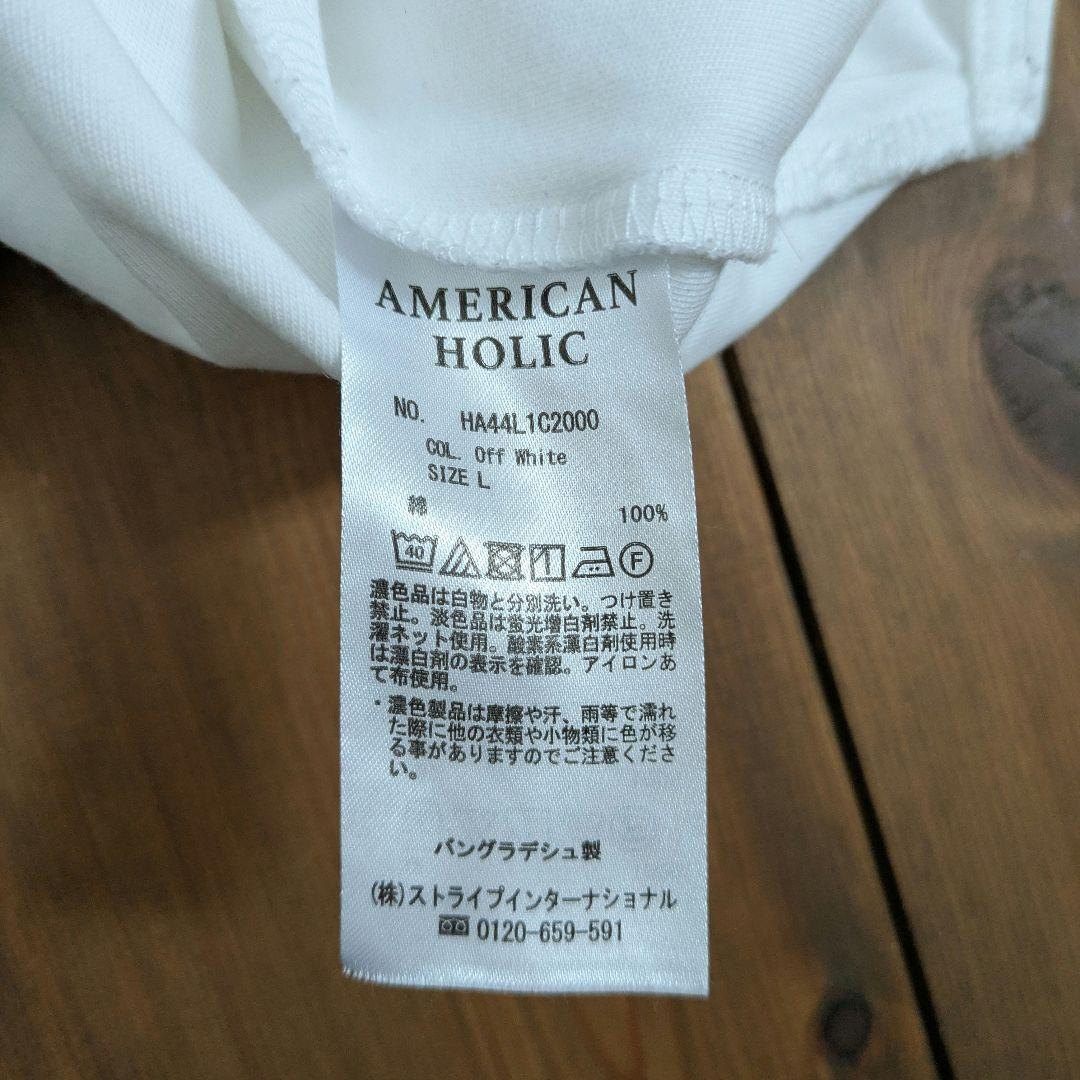 AMERICAN
HOLIC
NO. HA44L1C2000
COL. Off White
SIZE L
綿 100%
40 F
濃色品は白物と分別洗い。つけ置き
禁止。淡色品は蛍光増白剤禁止。洗
濯ネット使用。酸素系漂白剤使用時
は漂白剤の表示を確認。アイロンあ
て布使用。
・濃色製品は摩擦や汗、雨等で濡れ
た際に他の衣類や小物類に色が移
る事がありますのでご注意くださ
い。
バングラデシュ製
(株)ストライプインターナショナル
0120-659-591